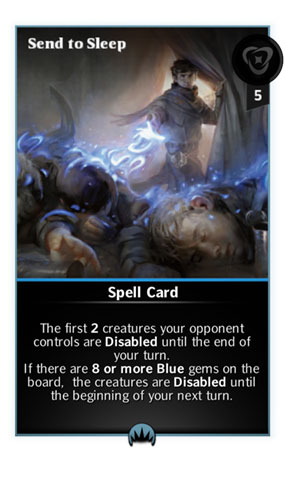 Send to Sleep
5
Spell Card
The first 2 creatures your opponent
controls are Disabled until the end of
your turn.
If there are 8 or more Blue gems on the
board, the creatures are Disabled until
the beginning of your next turn.